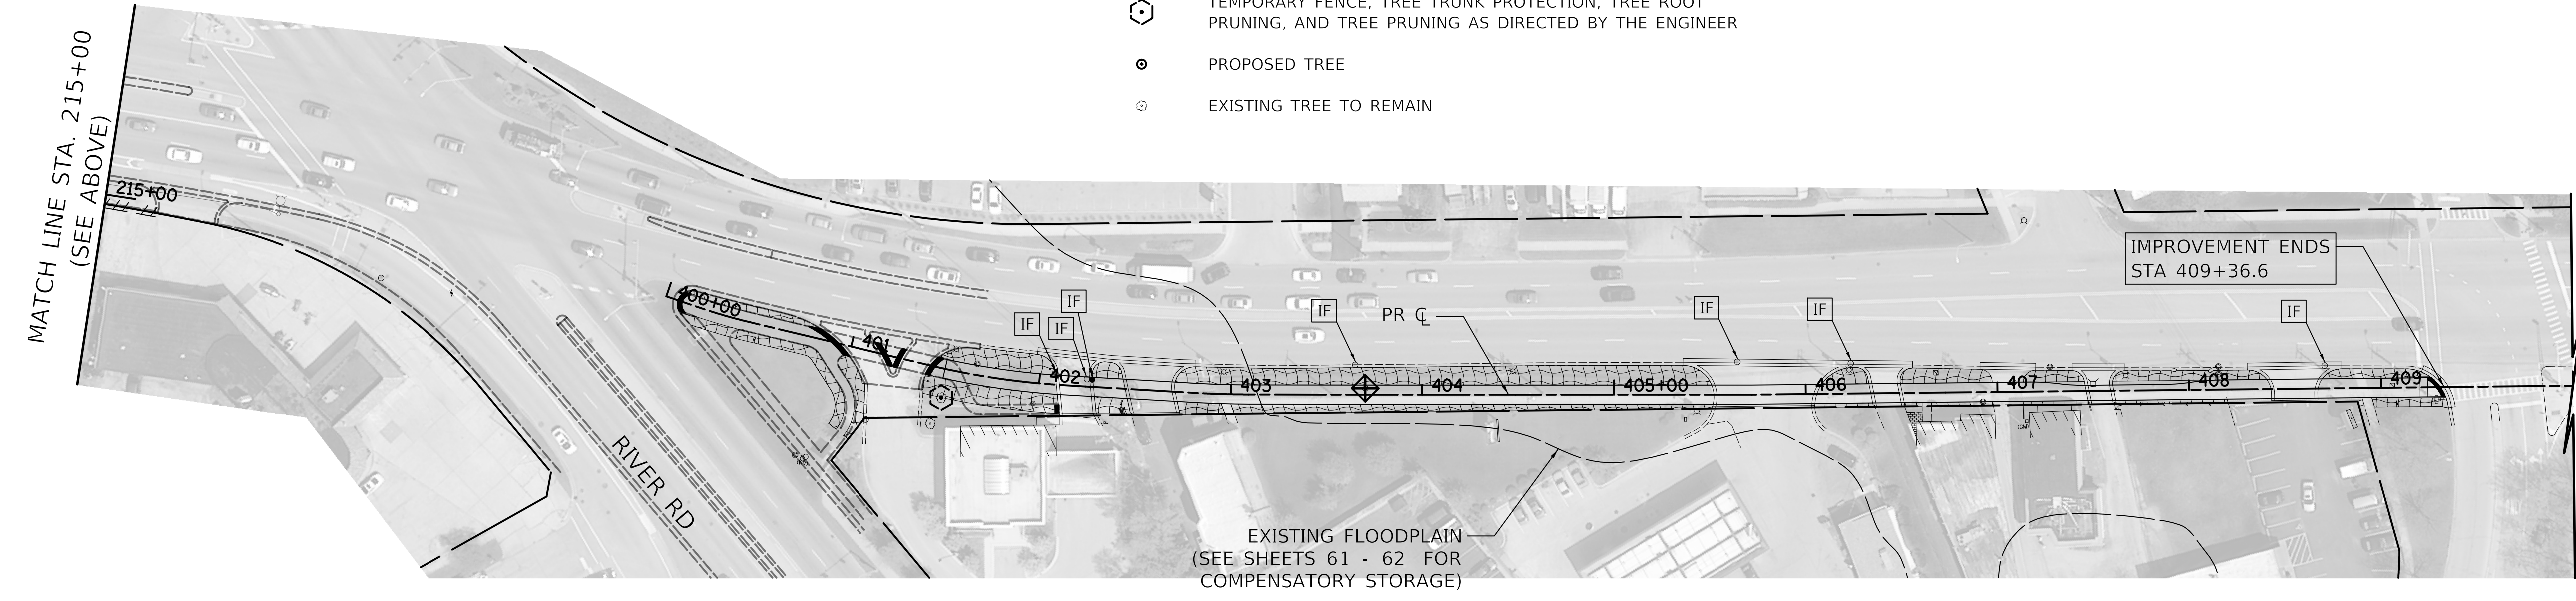 TEMPORARY FENCE, TREE TRUNK PROTECTION, TREE ROOT
PRUNING, AND TREE PRUNING AS DIRECTED BY THE ENGINEER
PROPOSED TREE
EXISTING TREE TO REMAIN
MATCH LINE STA. 215+00
(SEE ABOVE)
215+00
IMPROVEMENT ENDS
STA 409+36.6
400+00
IF
IF
IF
IF
PR ℄
IF
IF
IF
401
402
403
404
405+00
406
407
408
409
RIVER RD
EXISTING FLOODPLAIN
(SEE SHEETS 61 - 62 FOR
COMPENSATORY STORAGE)